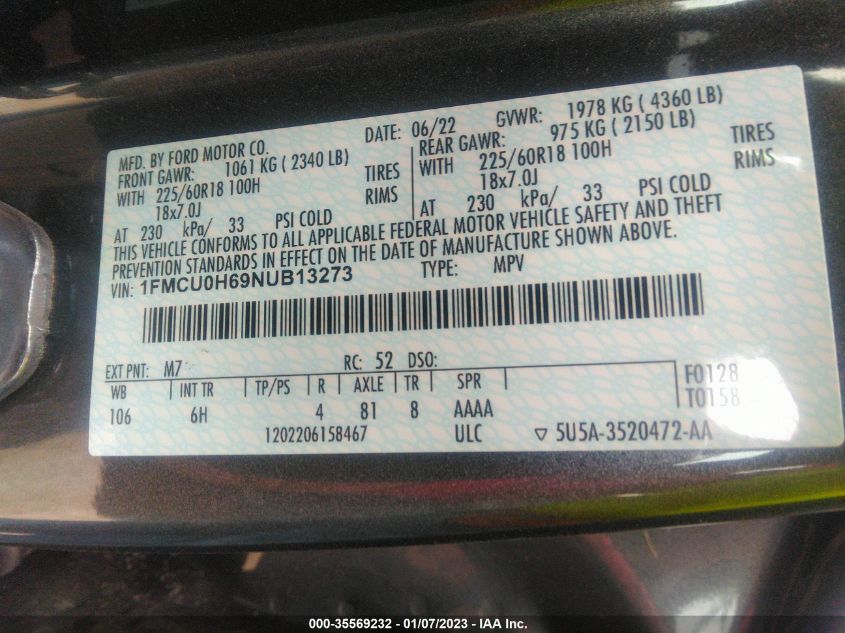 MFD. BY FORD MOTOR CO. DATE: 06/22 GVWR: 1978 KG ( 4360 LB)
FRONT GAWR: 1061 KG ( 2340 LB) REAR GAWR: 975 KG ( 2150 LB)
WITH 225/60R18 100H TIRES WITH 225/60R18 100H TIRES
18x7.0J RIMS 18x7.0J RIMS
AT 230 kPa/ 33 PSI COLD AT 230 kPa/ 33 PSI COLD
THIS VEHICLE CONFORMS TO ALL APPLICABLE FEDERAL MOTOR VEHICLE SAFETY AND THEFT
PREVENTION STANDARDS IN EFFECT ON THE DATE OF MANUFACTURE SHOWN ABOVE.
VIN: 1FMCU0H69NUB13273 TYPE: MPV
EXT PNT: M7 RC: 52 DSO:
WB INT TR TP/PS R AXLE TR SPR F0128
106 6H 4 81 8 AAAA T0158
1202206158467 ULC ▽ 5U5A-3520472-AA
000-35569232 - 01/07/2023 - IAA Inc.